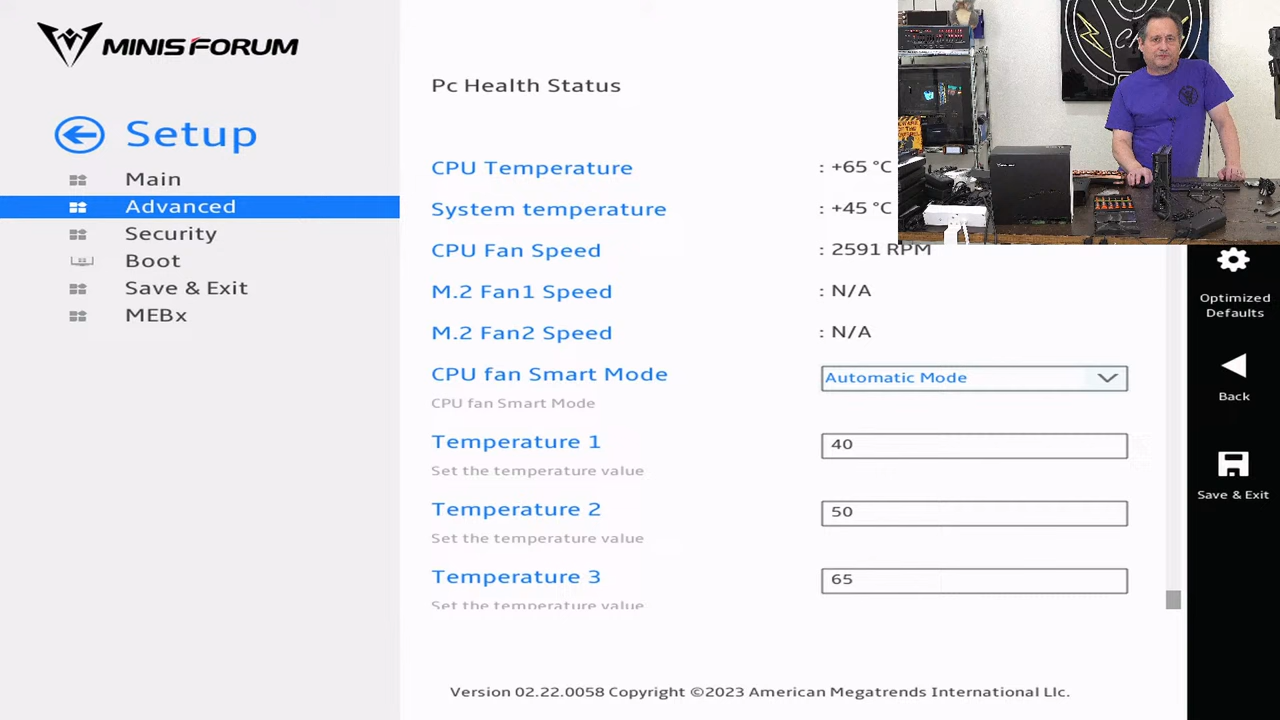 MINISFORUM
Setup
Main
Advanced
Security
Boot
Save & Exit
MEBx
Pc Health Status
CPU Temperature : +65 °C
System temperature : +45 °C
CPU Fan Speed : 2591 RPM
M.2 Fan1 Speed : N/A
M.2 Fan2 Speed : N/A
CPU fan Smart Mode Automatic Mode
CPU fan Smart Mode
Temperature 1 40
Set the temperature value
Temperature 2 50
Set the temperature value
Temperature 3 65
Set the temperature value
Optimized
Defaults
Back
Save & Exit
Version 02.22.0058 Copyright ©2023 American Megatrends International Llc.